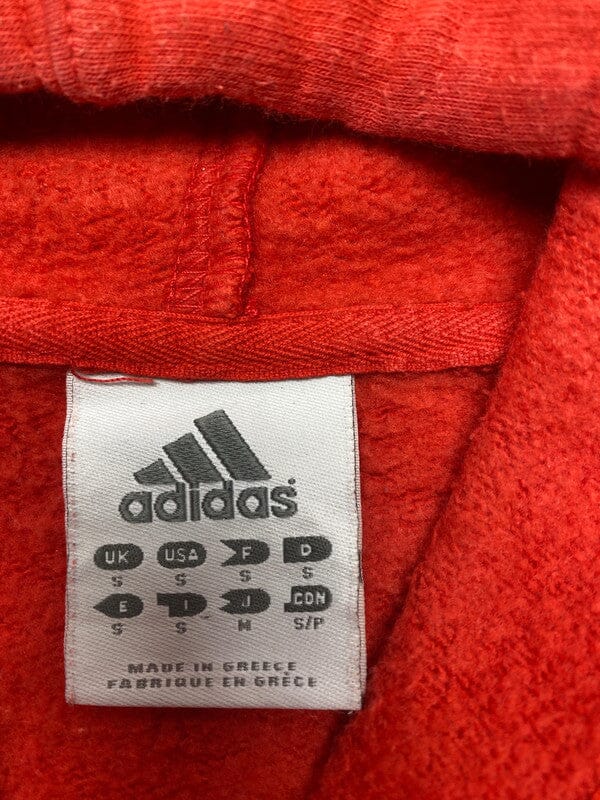 adidas
UK USA F D
S S S S
E I J CDN
S S M S/P
MADE IN GREECE
FABRIQUE EN GRÈCE